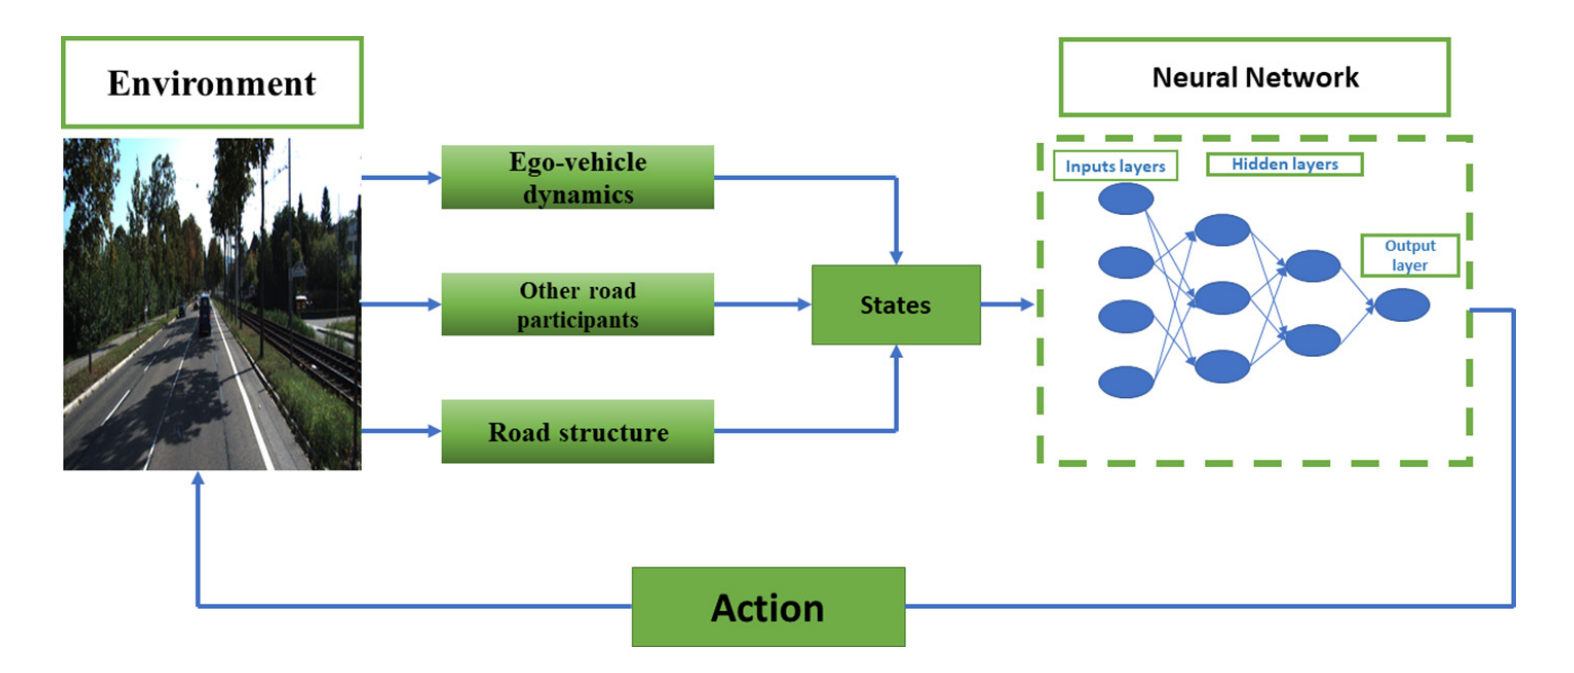 Environment
Neural Network
Ego-vehicle
dynamics
Inputs layers
Hidden layers
Other road
participants
States
Output
layer
Road structure
Action